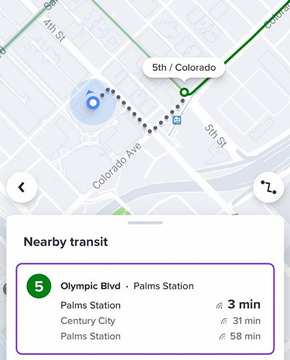 4th St
5th / Colorado
5th St
Colorado Ave
Nearby transit
5 Olympic Blvd • Palms Station
Palms Station 3 min
Century City 31 min
Palms Station 58 min